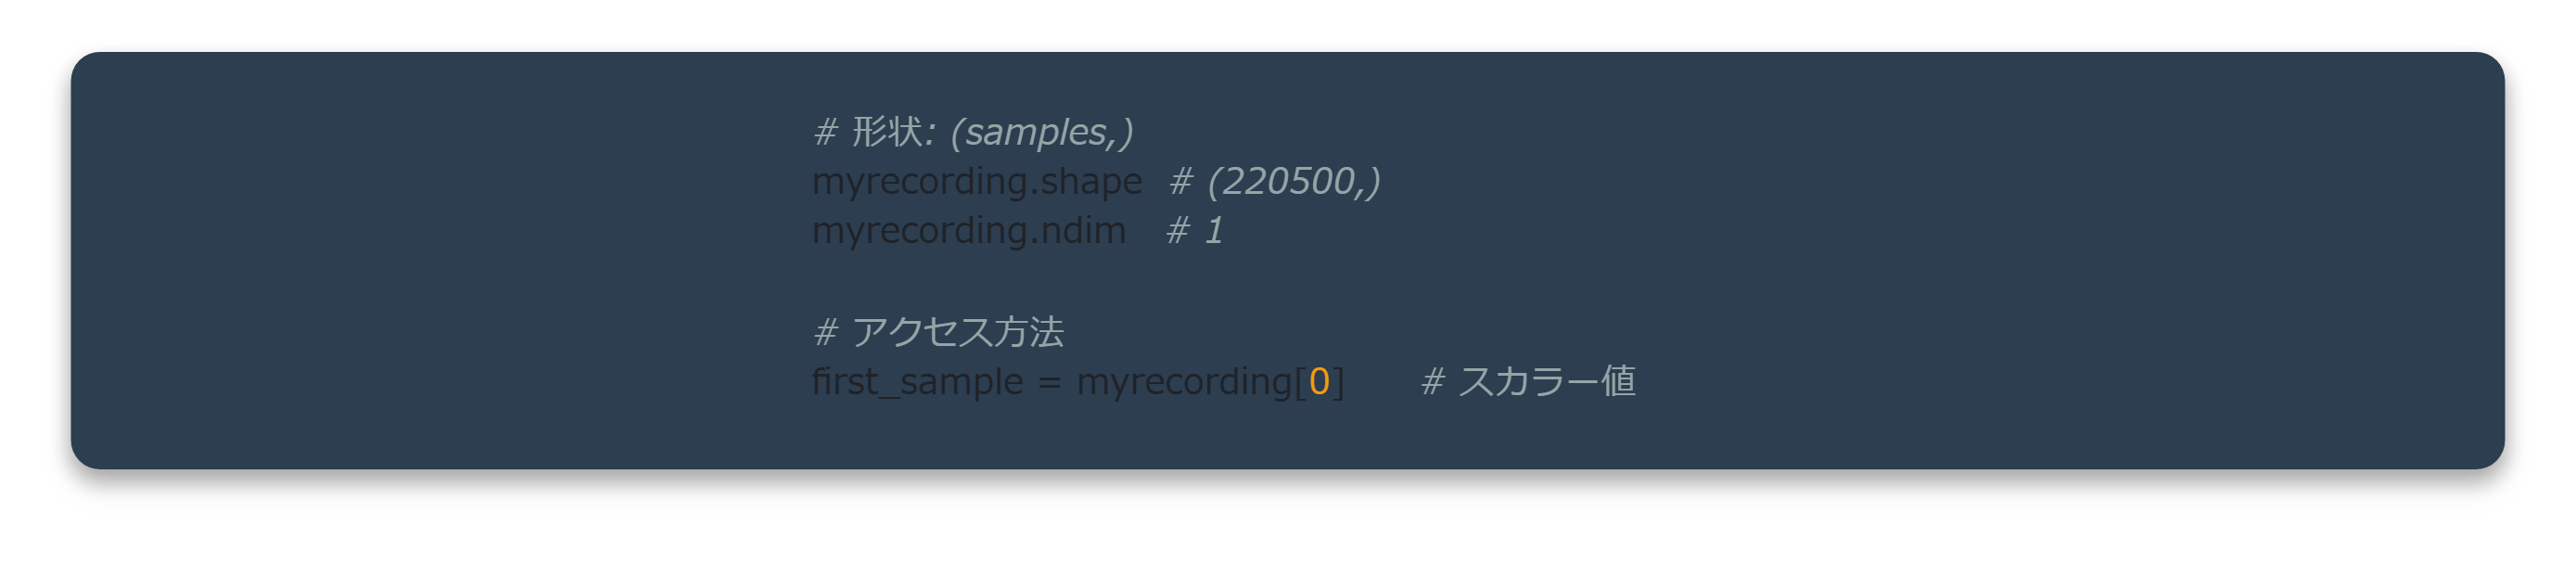 # 形状: (samples,)
myrecording.shape  # (220500,)
myrecording.ndim   # 1
# アクセス方法
first_sample = myrecording[0]      # スカラー値